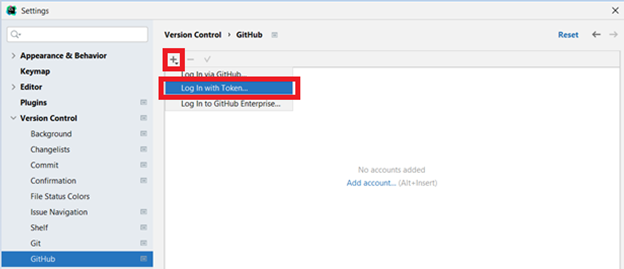 Settings
Version Control › GitHub
Reset
Appearance & Behavior
Keymap
Editor
Plugins
Version Control
Background
Changelists
Commit
Confirmation
File Status Colors
Issue Navigation
Shelf
Git
GitHub
Log In via GitHub...
Log In with Token...
Log In to GitHub Enterprise...
No accounts added
Add account... (Alt+Insert)